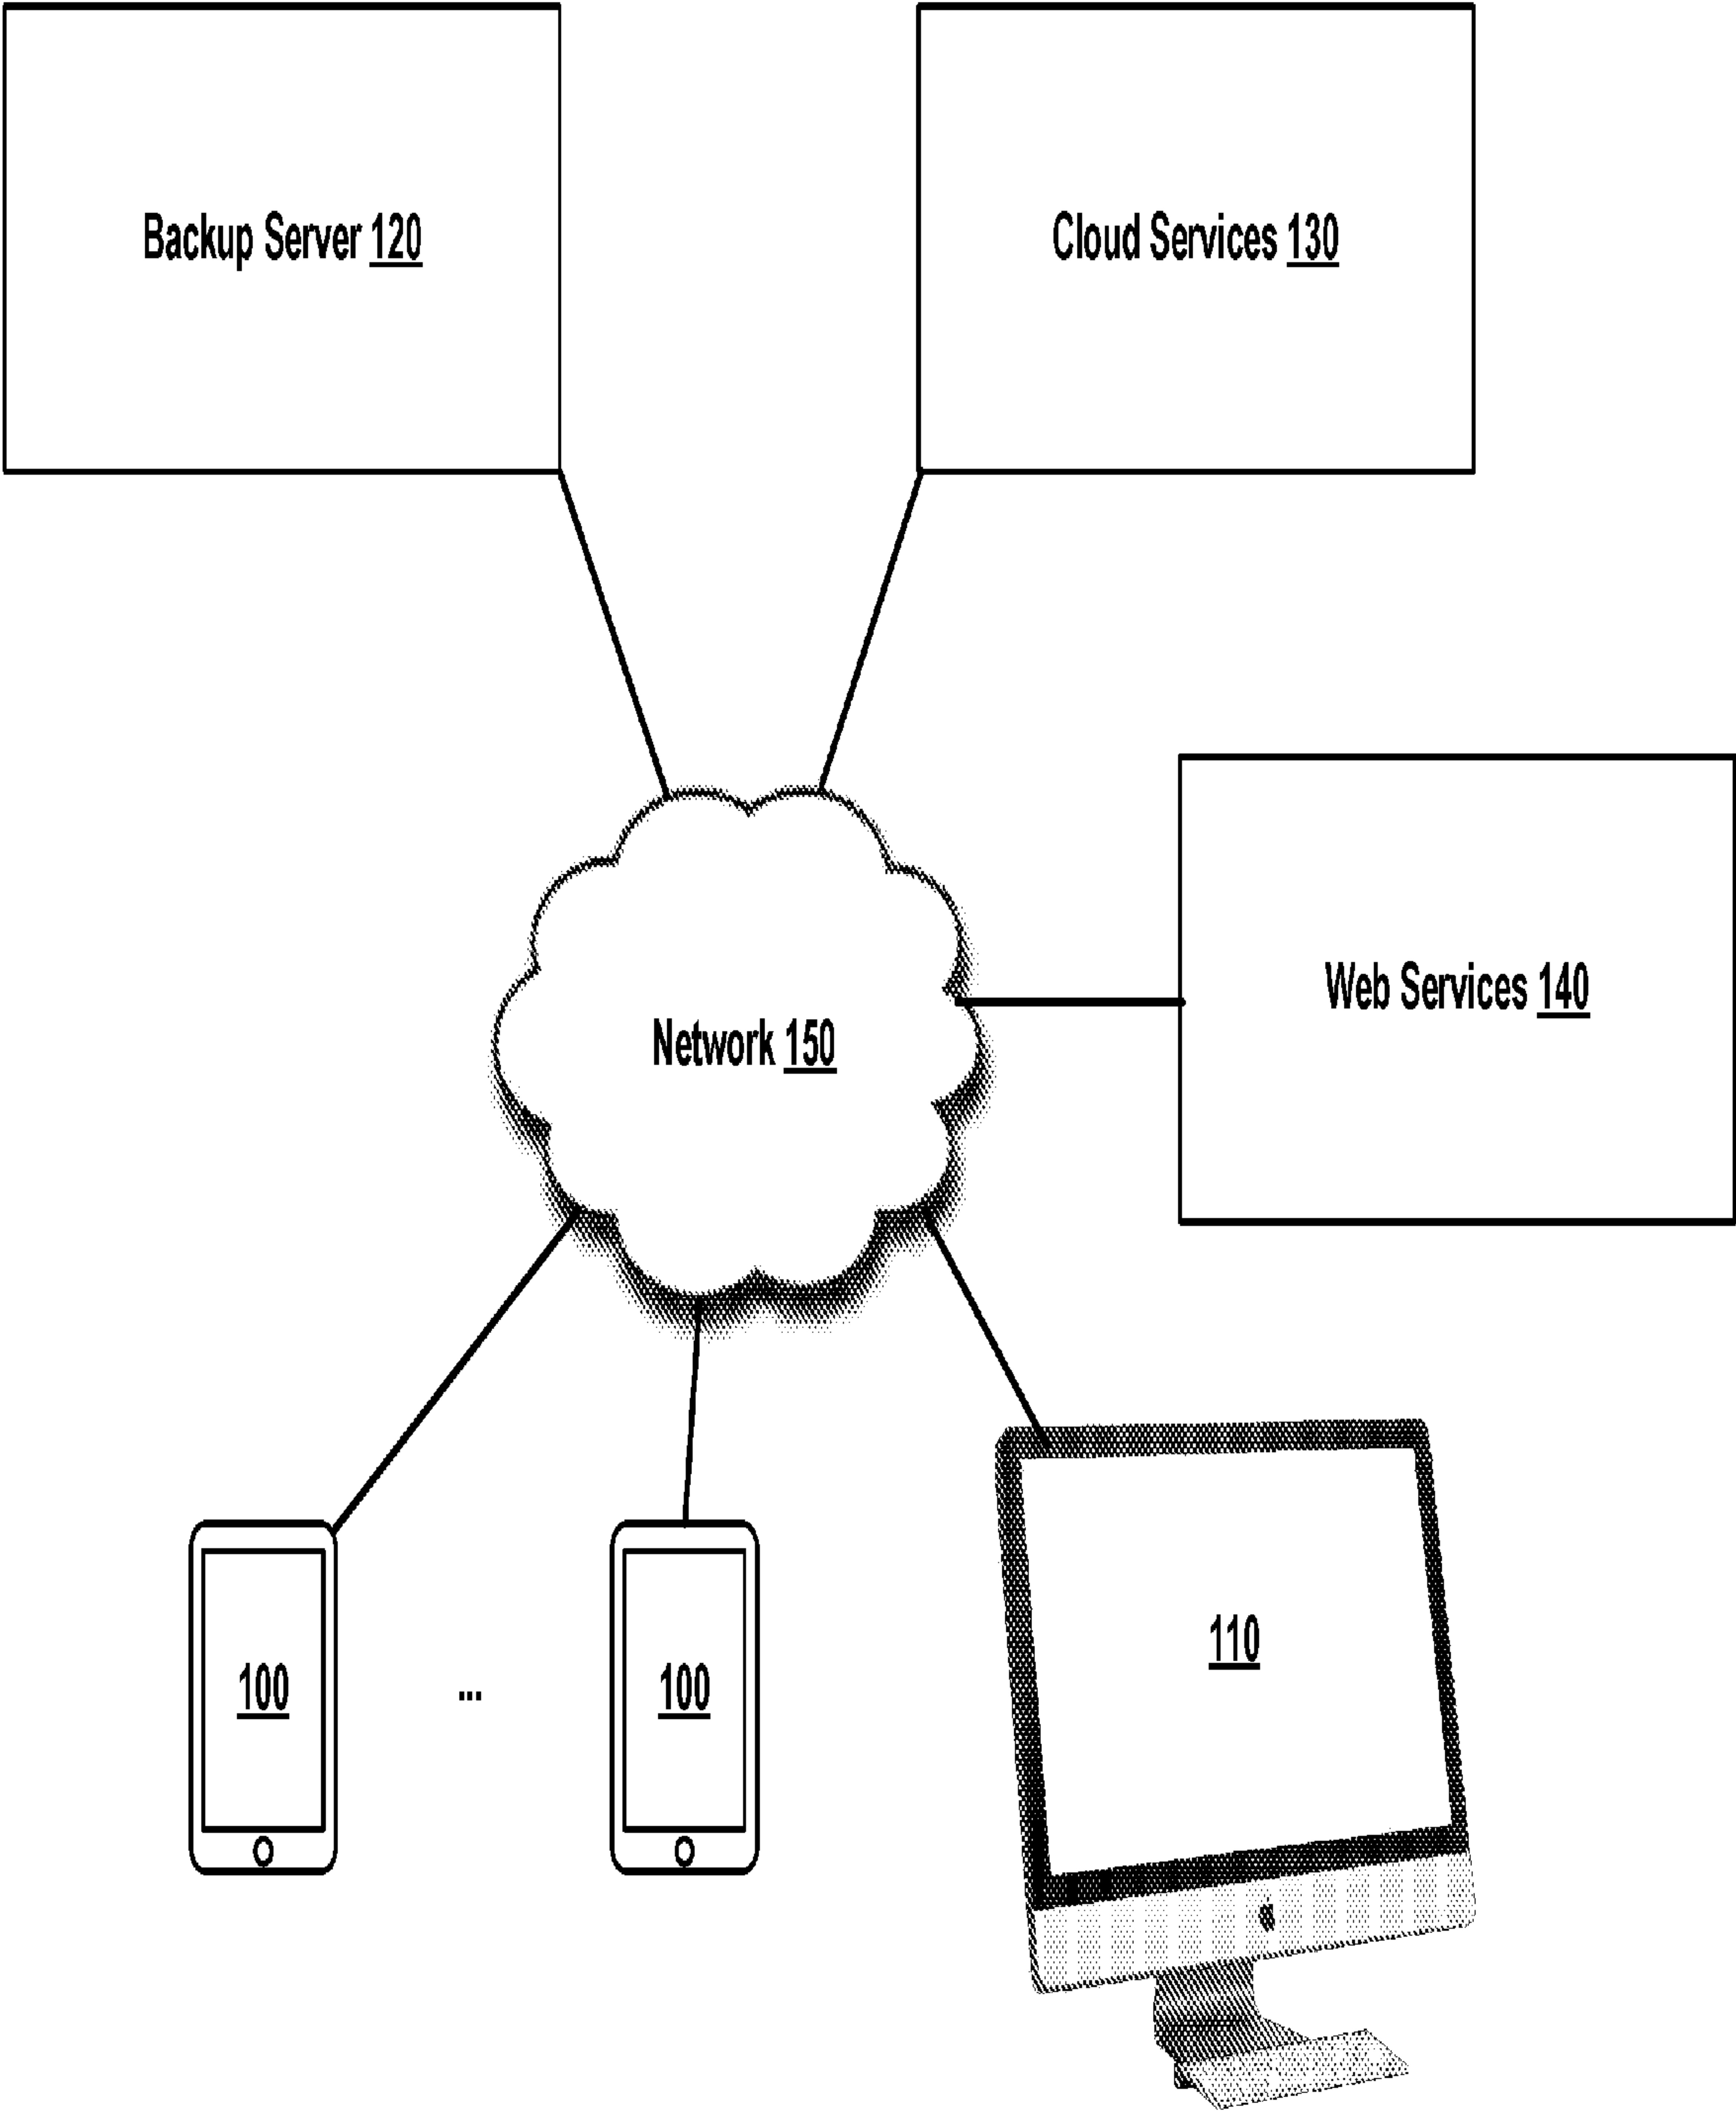 Backup Server 120
Cloud Services 130
Web Services 140
Network 150
100
...
100
110